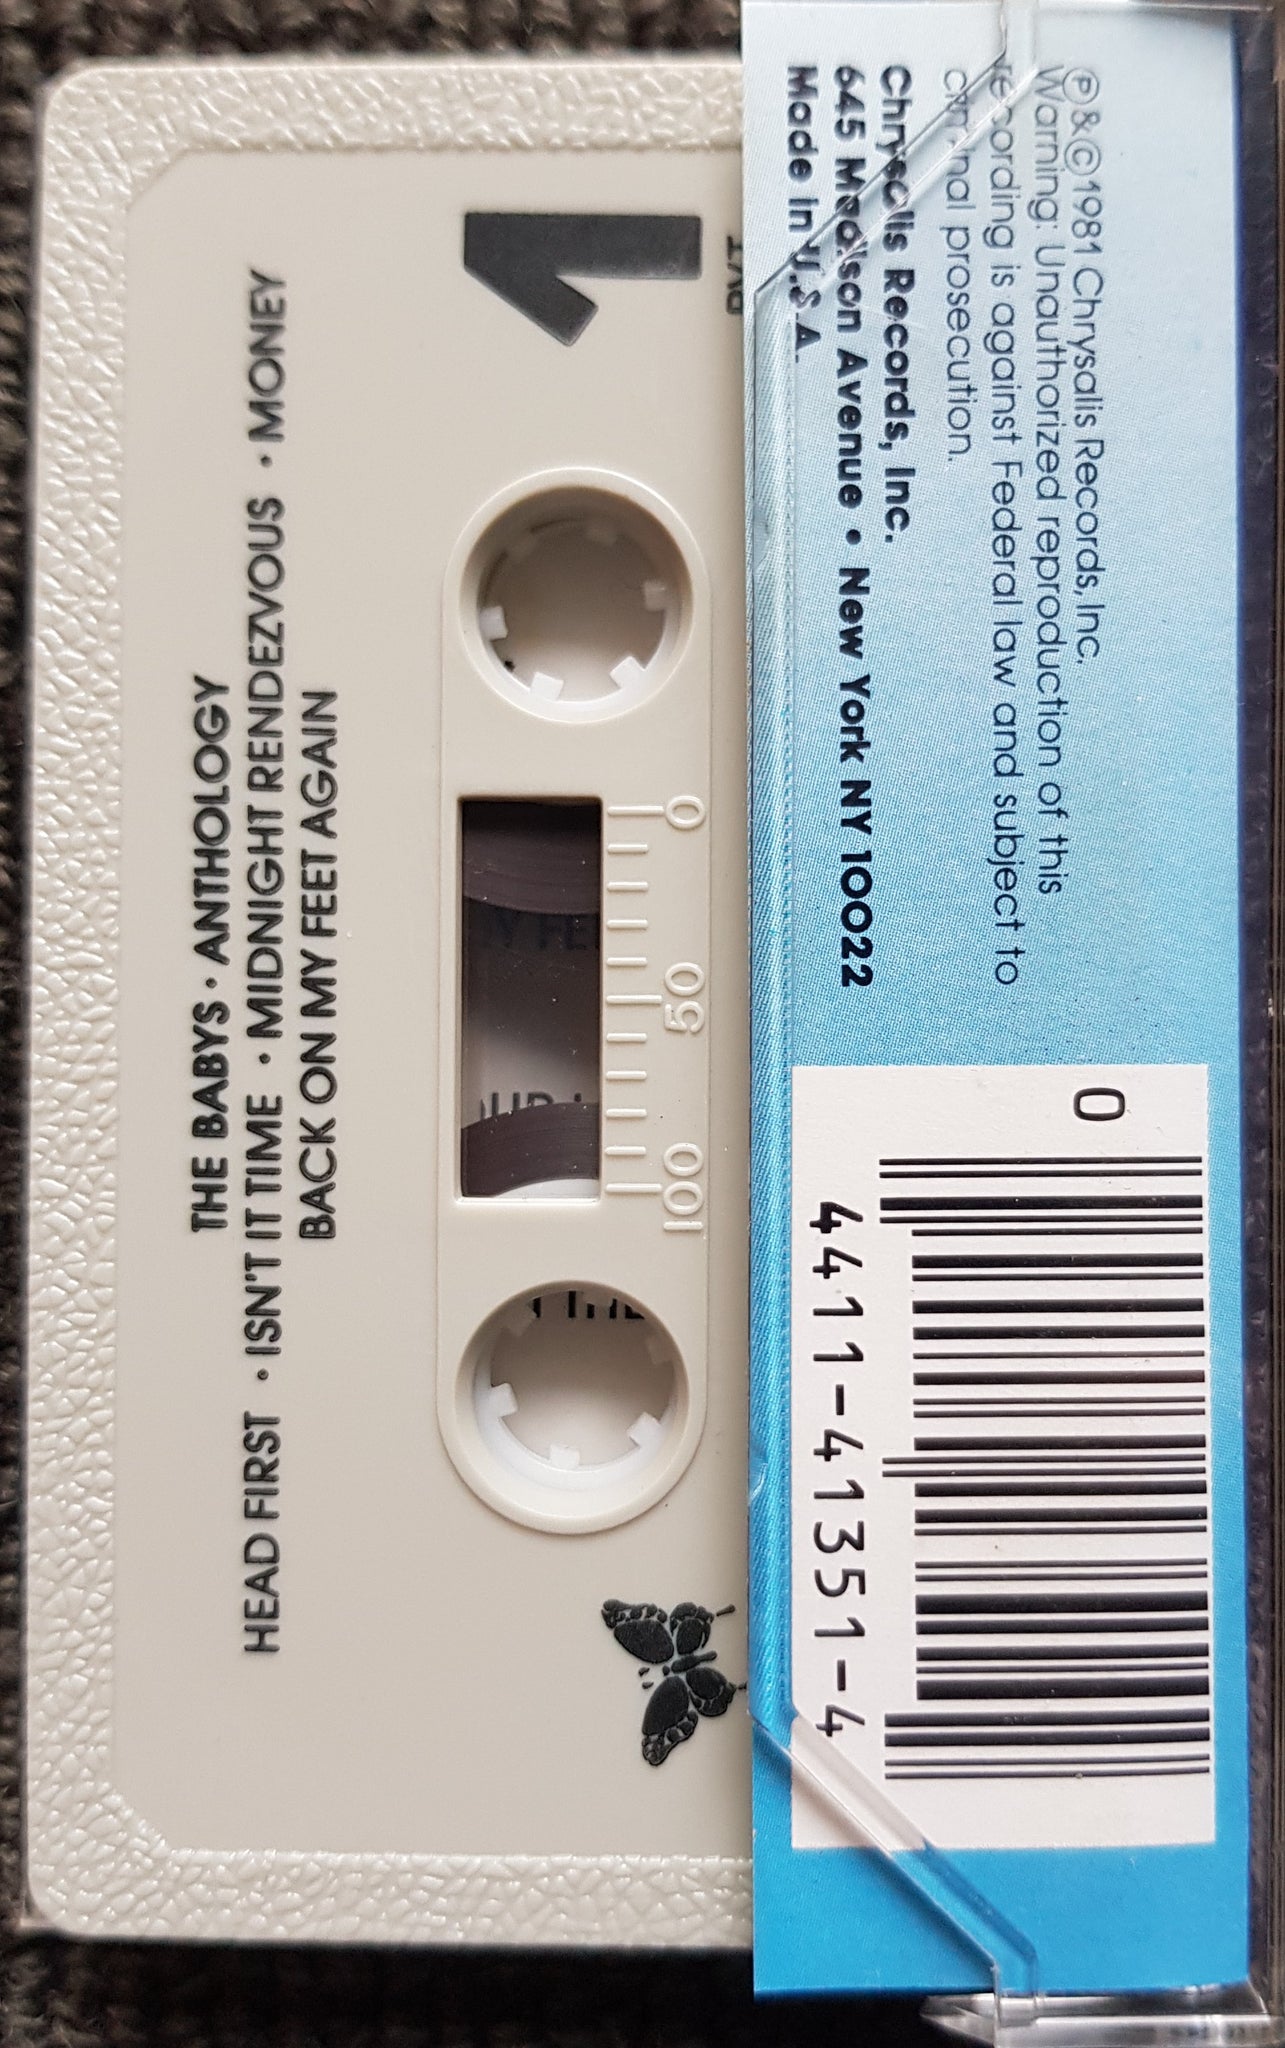 THE BABYS · ANTHOLOGY
HEAD FIRST · ISN'T IT TIME · MIDNIGHT RENDEZVOUS · MONEY
BACK ON MY FEET AGAIN
1
0 50 100
Ⓟ&©1981 Chrysalis Records, Inc.
Warning: Unauthorized reproduction of this
recording is against Federal law and subject to
criminal prosecution.
Chrysalis Records, Inc.
645 Madison Avenue • New York NY 10022
Made In U.S.A.
0
4411-41351-4